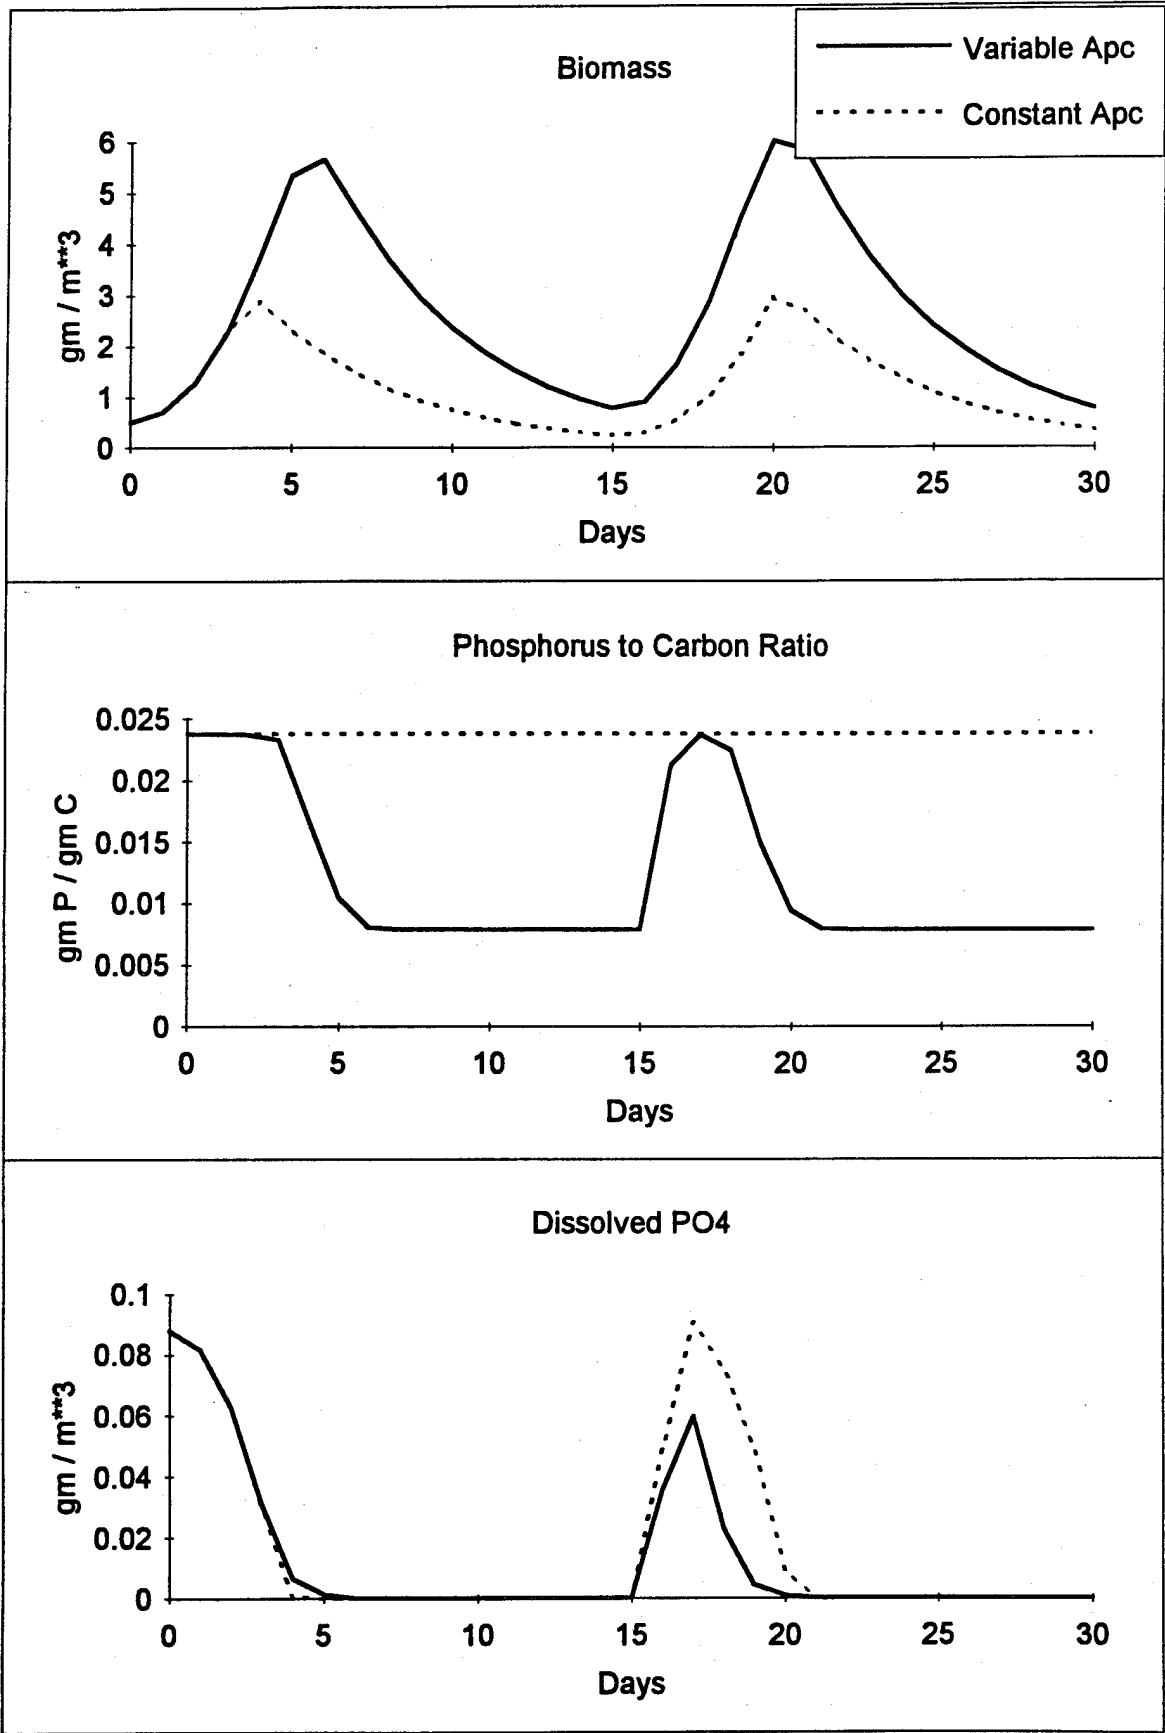 Biomass
Variable Apc
Constant Apc
6
5
4
3
2
1
0
gm / m**3
0 5 10 15 20 25 30
Days
Phosphorus to Carbon Ratio
0.025
0.02
0.015
0.01
0.005
0
gm P / gm C
0 5 10 15 20 25 30
Days
Dissolved PO4
0.1
0.08
0.06
0.04
0.02
0
gm / m**3
0 5 10 15 20 25 30
Days